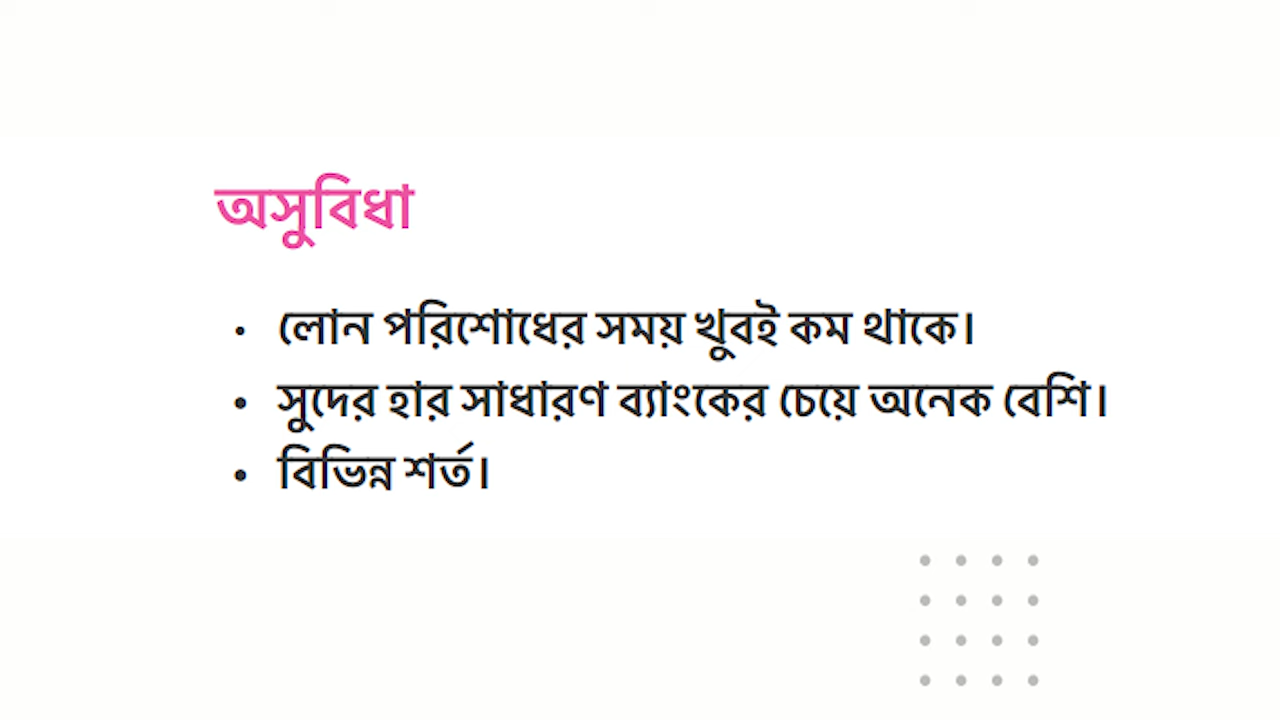 অসুবিধা
• লোন পরিশোধের সময় খুবই কম থাকে।
• সুদের হার সাধারণ ব্যাংকের চেয়ে অনেক বেশি।
• বিভিন্ন শর্ত।